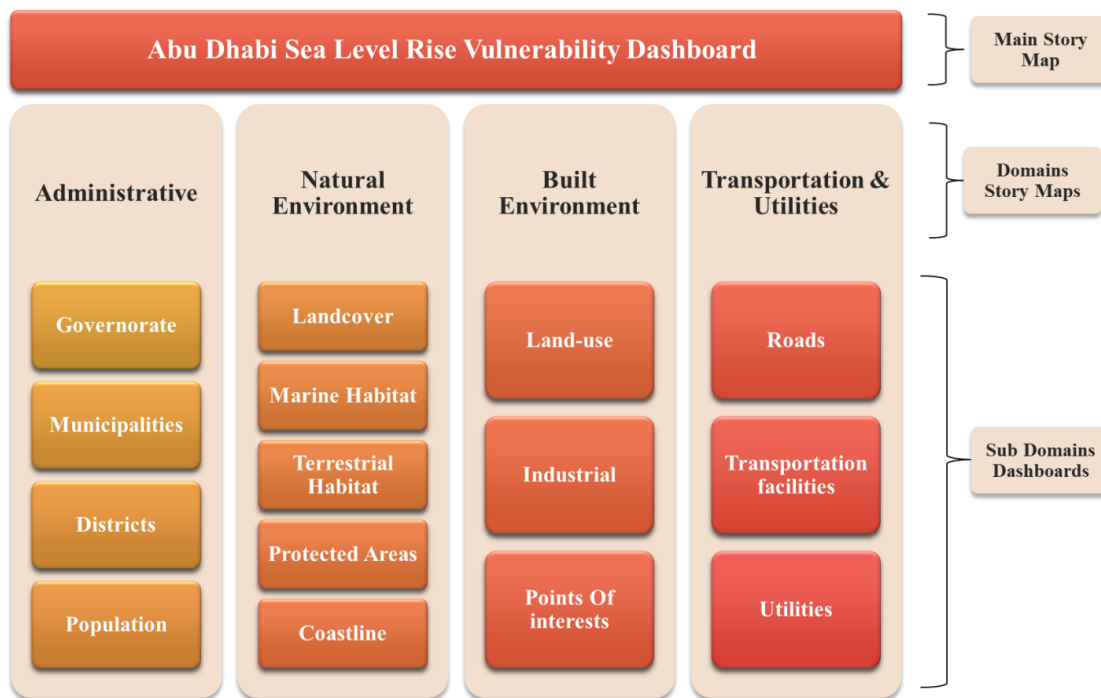 Abu Dhabi Sea Level Rise Vulnerability Dashboard
Main Story
Map
Administrative
Natural
Environment
Built
Environment
Transportation &
Utilities
Domains
Story Maps
Governorate
Municipalities
Districts
Population
Landcover
Marine Habitat
Terrestrial
Habitat
Protected Areas
Coastline
Land-use
Industrial
Points Of
interests
Roads
Transportation
facilities
Utilities
Sub Domains
Dashboards